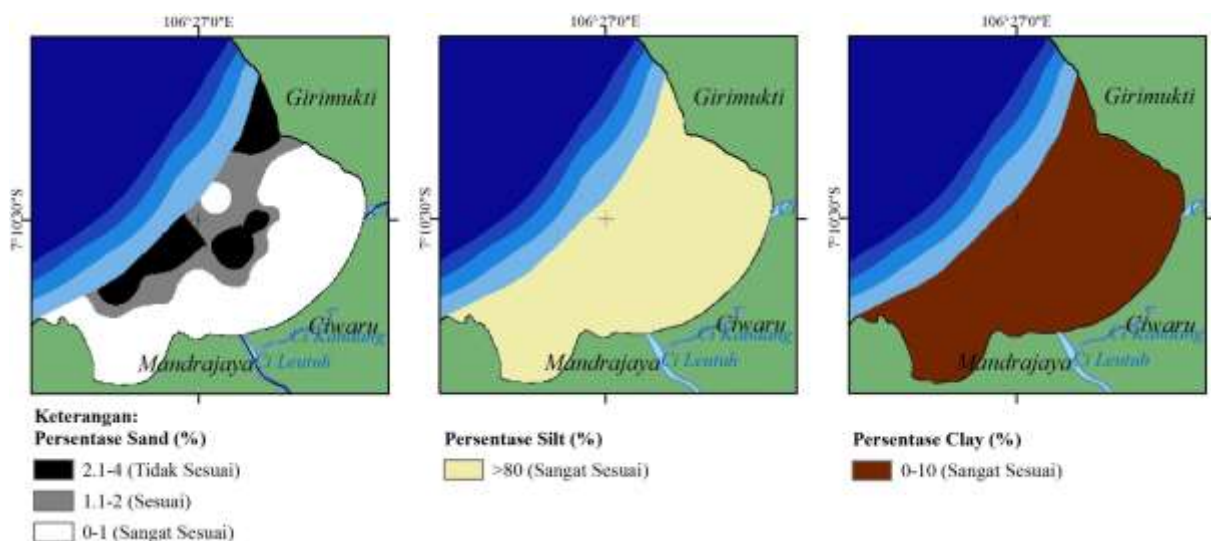 106°27'0"E
7°10'30"S
Girimukti
Ciwaru
Ci Lentuh
Mandrajaya
Keterangan:
Persentase Sand (%)
2.1-4 (Tidak Sesuai)
1.1-2 (Sesuai)
0-1 (Sangat Sesuai)
106°27'0"E
7°10'30"S
Girimukti
Ciwaru
Ci Lentuh
Mandrajaya
Persentase Silt (%)
>80 (Sangat Sesuai)
106°27'0"E
7°10'30"S
Girimukti
Ciwaru
Ci Lentuh
Mandrajaya
Persentase Clay (%)
0-10 (Sangat Sesuai)